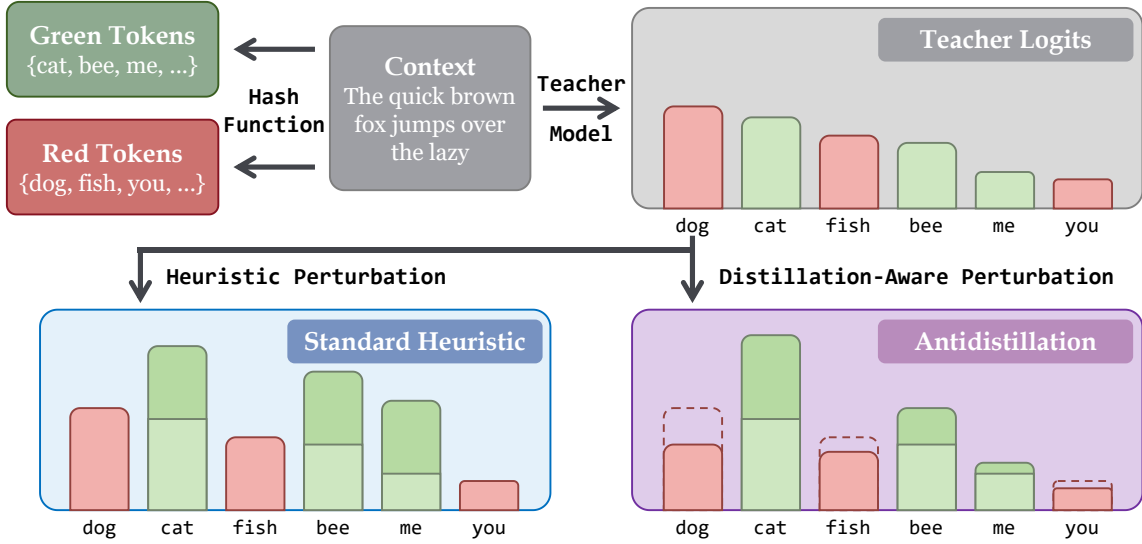 Green Tokens
{cat, bee, me, ...}
Red Tokens
{dog, fish, you, ...}
Hash
Function
Context
The quick brown
fox jumps over
the lazy
Teacher
Model
Teacher Logits
dog cat fish bee me you
Heuristic Perturbation
Distillation-Aware Perturbation
Standard Heuristic
dog cat fish bee me you
Antidistillation
dog cat fish bee me you